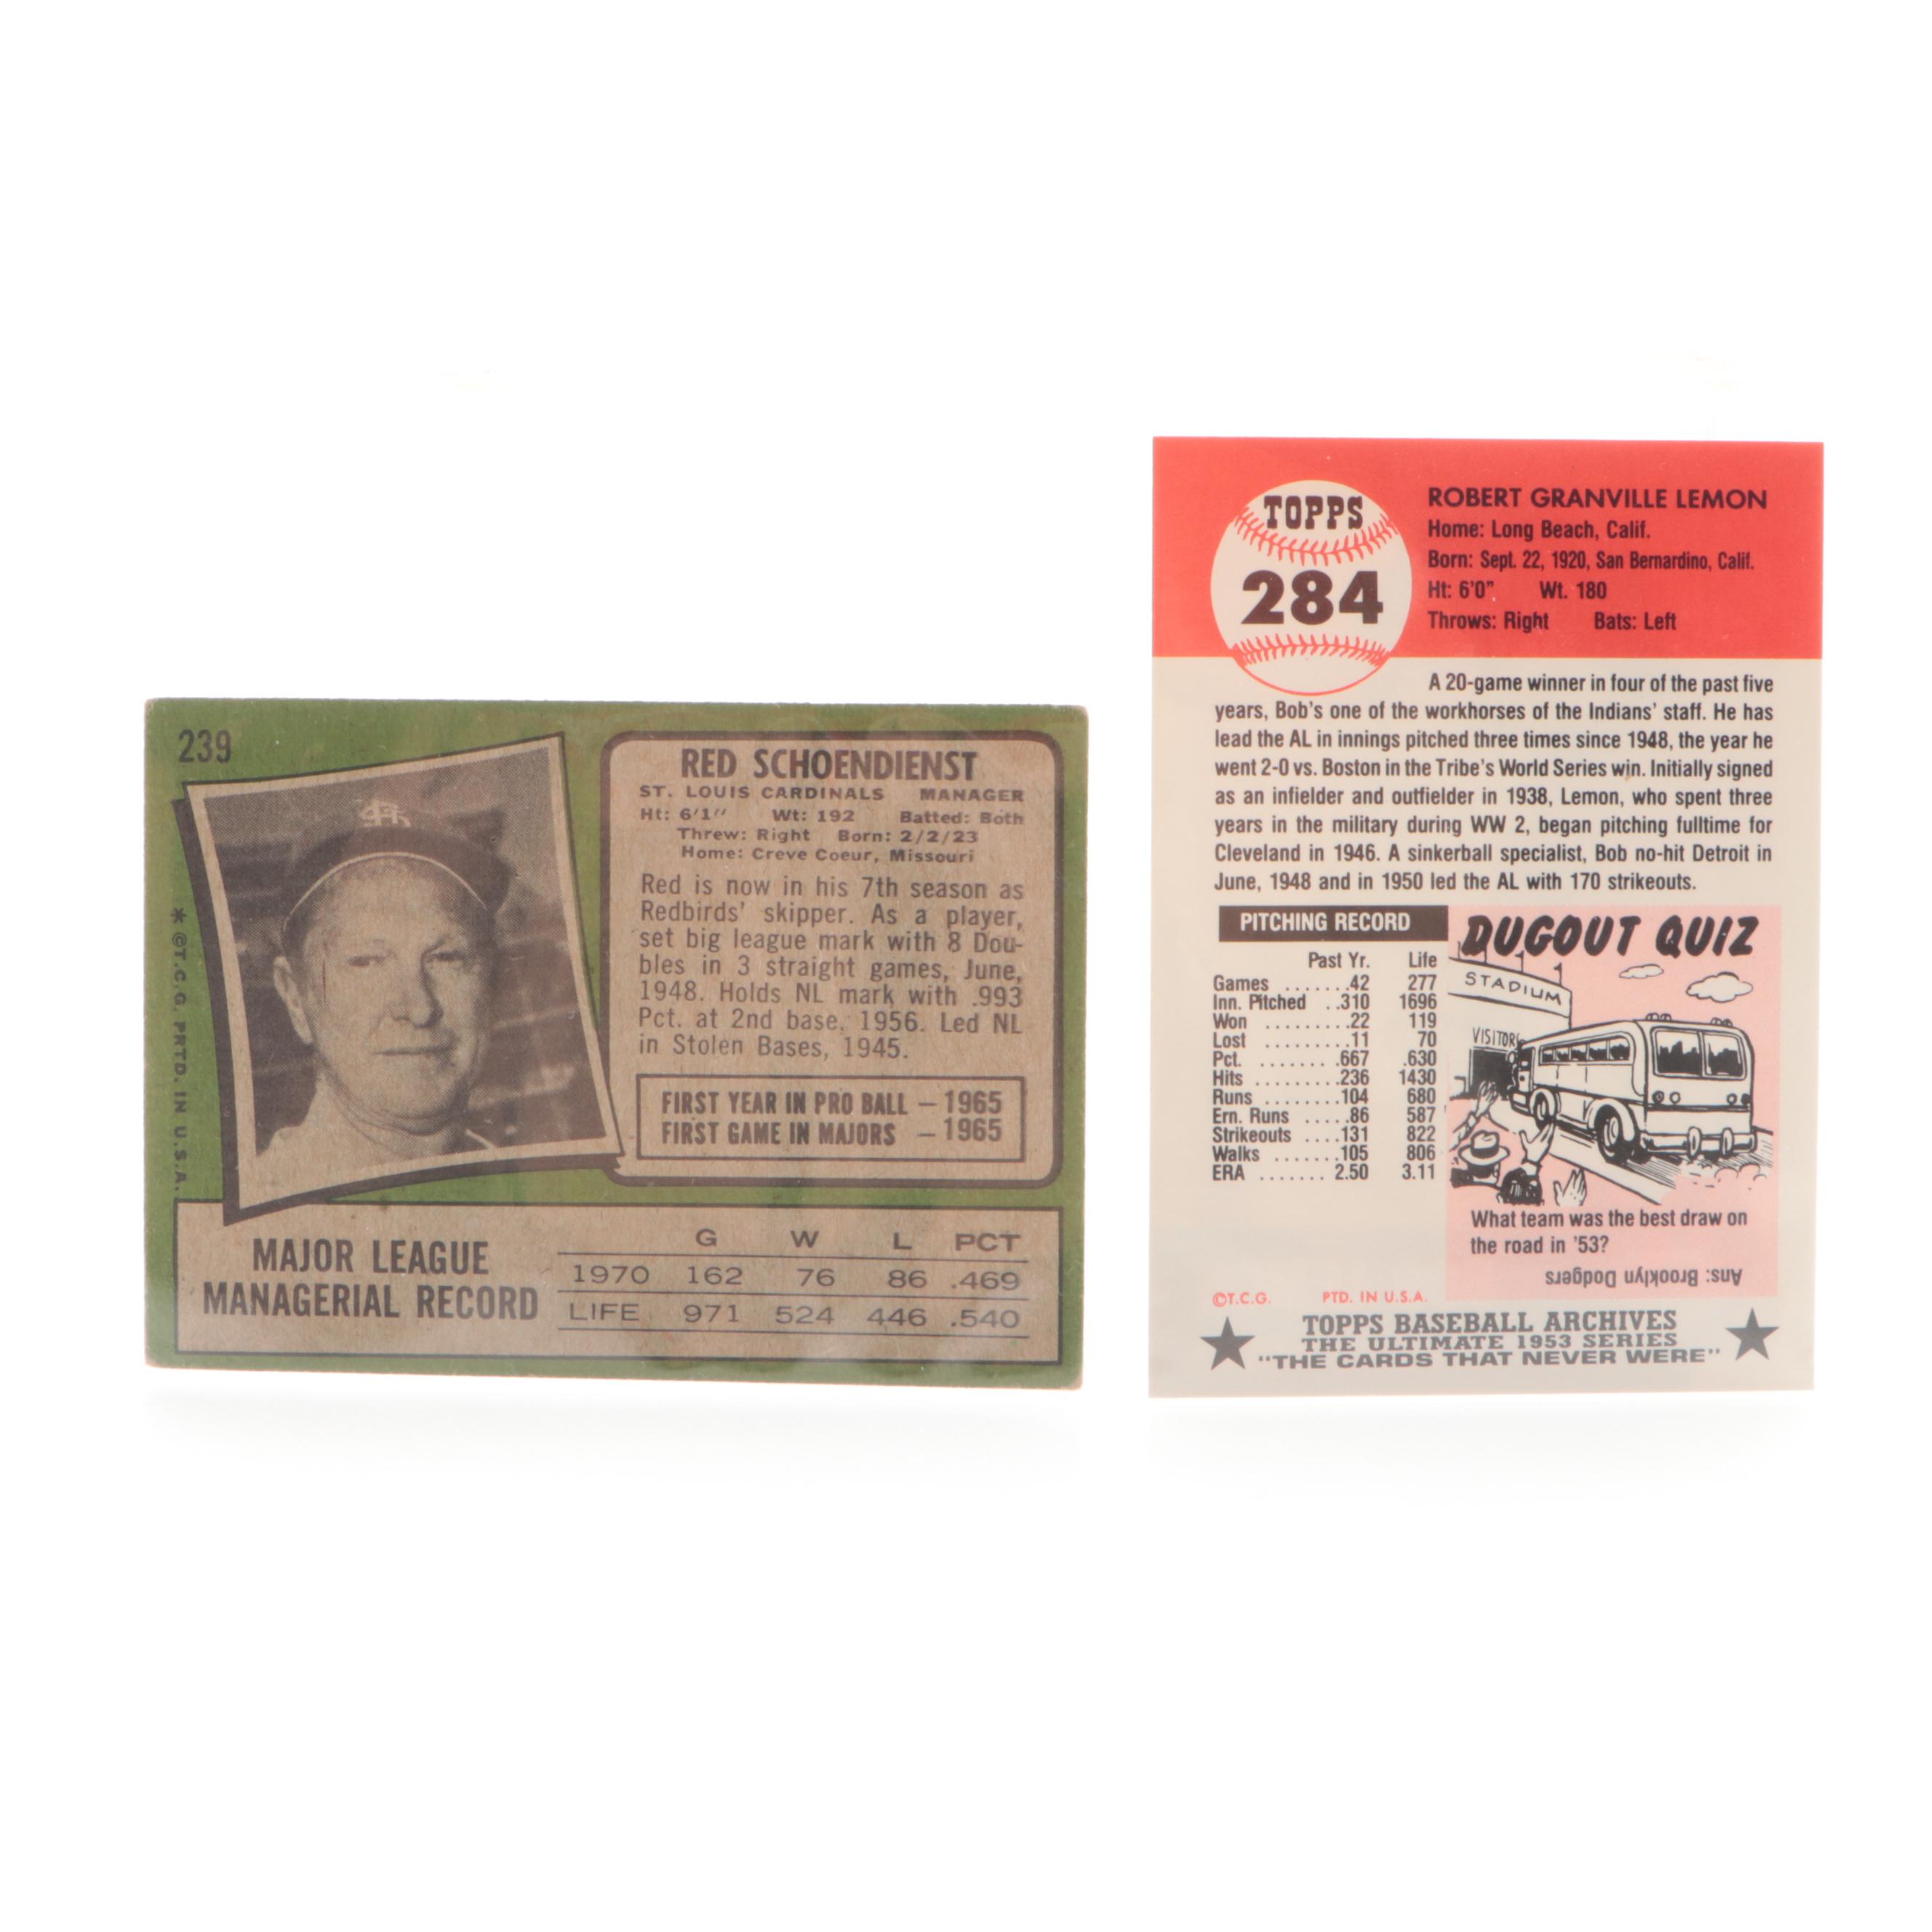 239
RED SCHOENDIENST
ST. LOUIS CARDINALS MANAGER
Ht: 6'1" Wt: 192 Batted: Both
Threw: Right Born: 2/2/23
Home: Creve Coeur, Missouri
Red is now in his 7th season as
Redbirds' skipper. As a player,
set big league mark with 8 Dou-
bles in 3 straight games, June,
1948. Holds NL mark with .993
Pct. at 2nd base, 1956. Led NL
in Stolen Bases, 1945.
FIRST YEAR IN PRO BALL – 1965
FIRST GAME IN MAJORS – 1965
* ©T.C.G. PRTD. IN U.S.A.
MAJOR LEAGUE
MANAGERIAL RECORD
G W L PCT
1970 162 76 86 .469
LIFE 971 524 446 .540
TOPPS
284
ROBERT GRANVILLE LEMON
Home: Long Beach, Calif.
Born: Sept. 22, 1920, San Bernardino, Calif.
Ht: 6'0" Wt. 180
Throws: Right Bats: Left
A 20-game winner in four of the past five
years, Bob's one of the workhorses of the Indians' staff. He has
lead the AL in innings pitched three times since 1948, the year he
went 2-0 vs. Boston in the Tribe's World Series win. Initially signed
as an infielder and outfielder in 1938, Lemon, who spent three
years in the military during WW 2, began pitching fulltime for
Cleveland in 1946. A sinkerball specialist, Bob no-hit Detroit in
June, 1948 and in 1950 led the AL with 170 strikeouts.
PITCHING RECORD
Past Yr. Life
Games .......42 277
Inn. Pitched ..310 1696
Won .........22 119
Lost .........11 70
Pct. ........667 .630
Hits .........236 1430
Runs ........104 680
Ern. Runs .....86 587
Strikeouts ....131 822
Walks .......105 806
ERA ...... 2.50 3.11
DUGOUT QUIZ
STADIUM
VISITORS
What team was the best draw on
the road in '53?
Ans: Brooklyn Dodgers
©T.C.G. PTD. IN U.S.A.
TOPPS BASEBALL ARCHIVES
THE ULTIMATE 1953 SERIES
"THE CARDS THAT NEVER WERE"